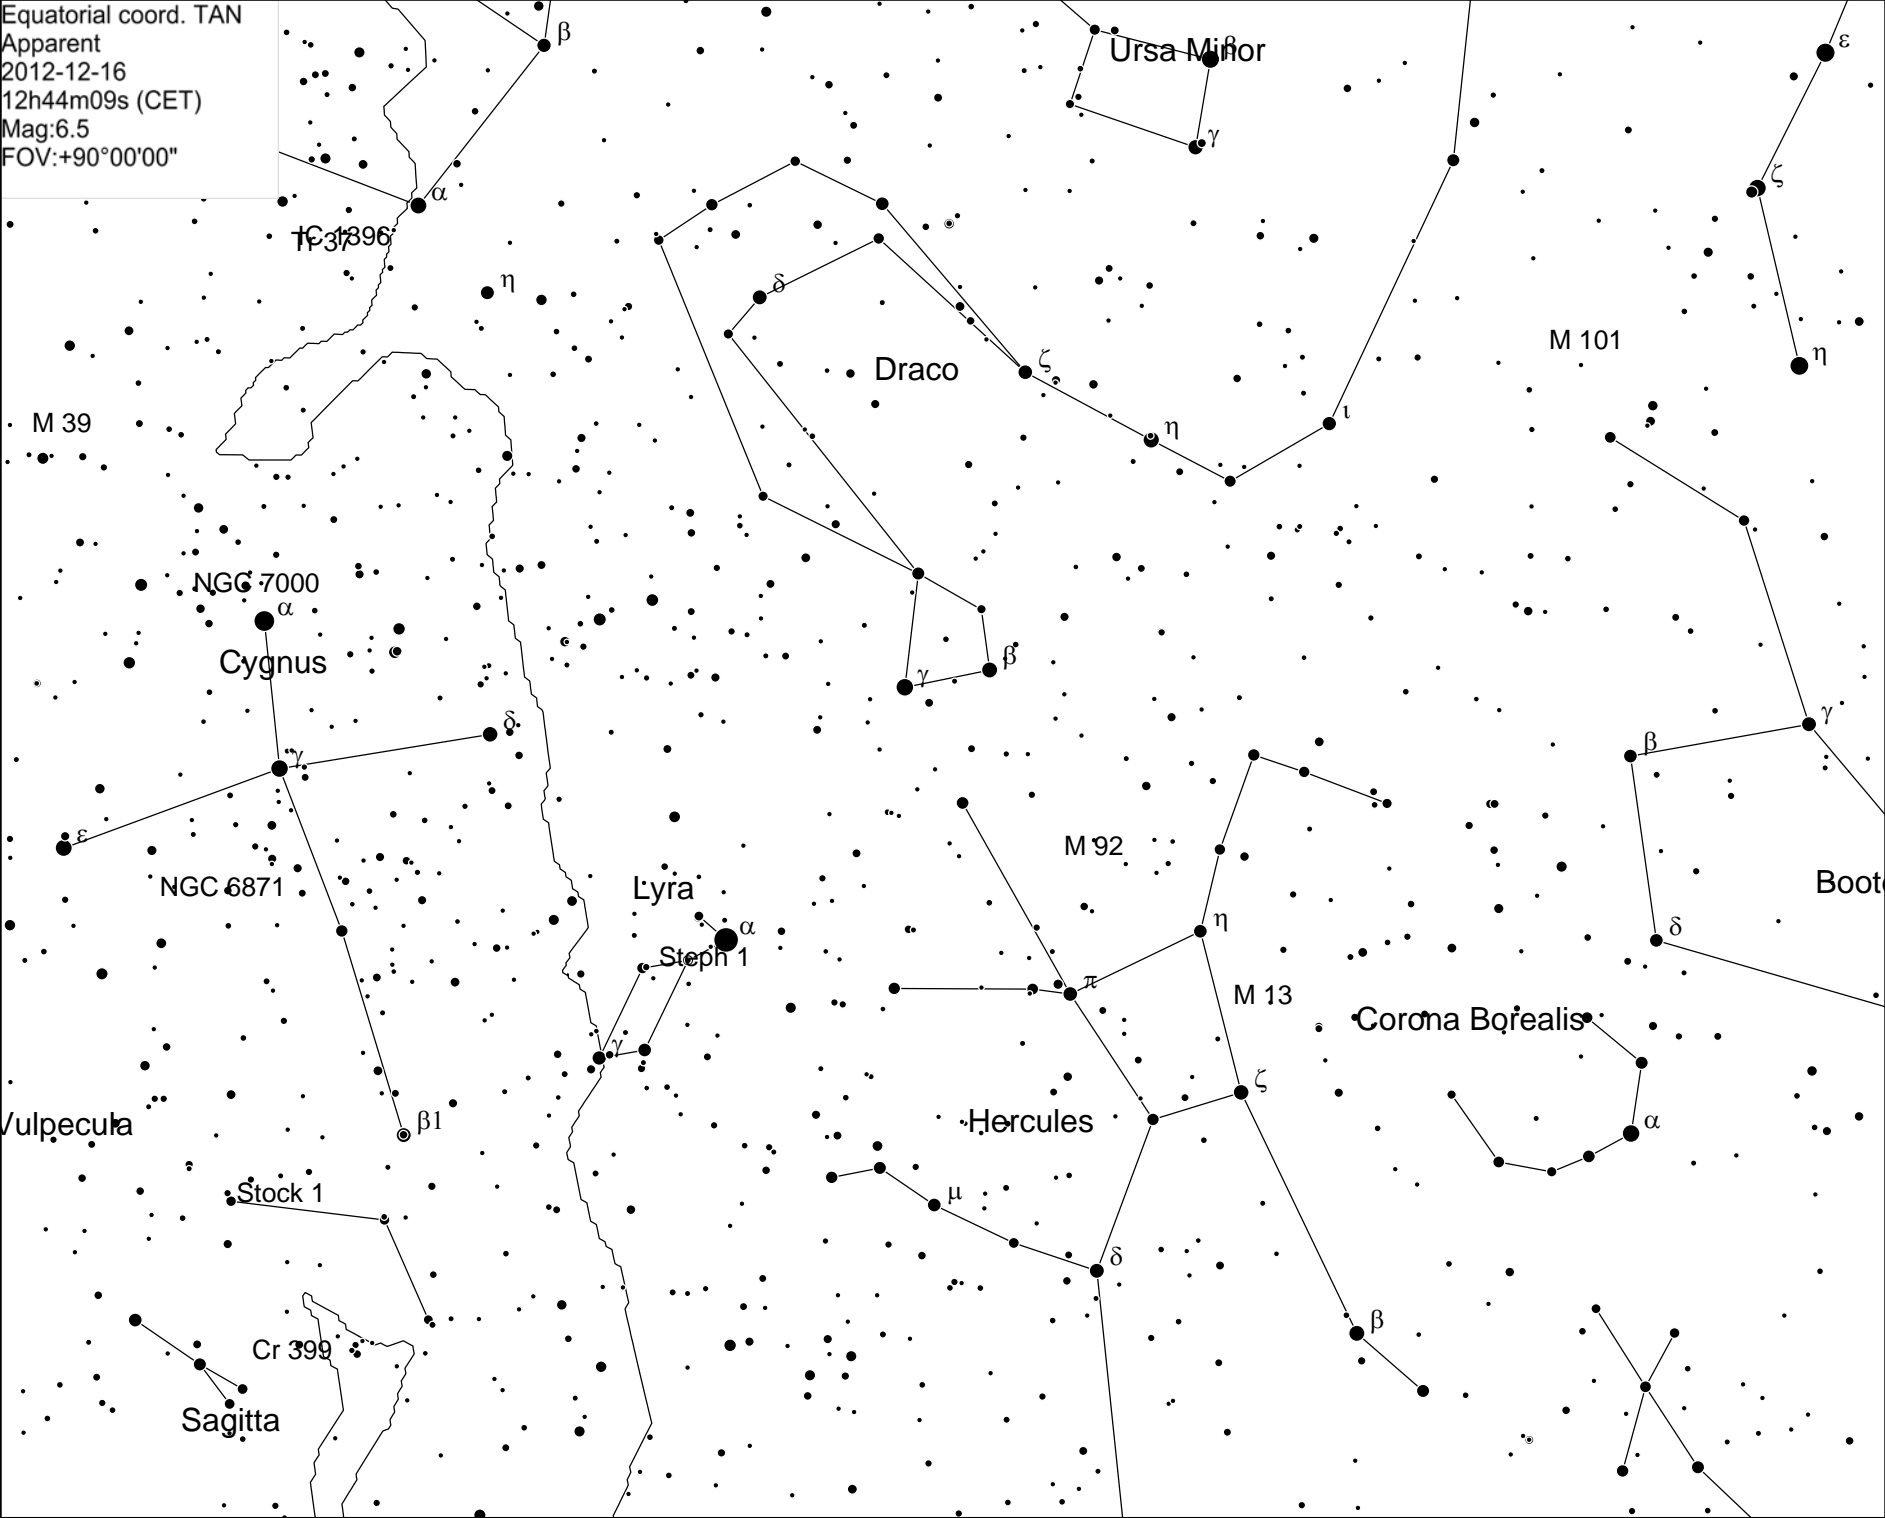 Equatorial coord. TAN
Apparent
2012-12-16
12h44m09s (CET)
Mag:6.5
FOV:+90°00'00"
β
Ursa Minor
β
ε
γ
ζ
α
IC 1396
Tr 37
η
δ
M 101
Draco
ζ
η
ι
η
M 39
NGC 7000
α
Cygnus
β
γ
γ
δ
β
γ
ε
M 92
NGC 6871
Lyra
Boote
α
η
δ
Steph 1
π
M 13
Corona Borealis
γ
ζ
Vulpecula
β1
Hercules
α
Stock 1
μ
δ
β
Cr 399
Sagitta